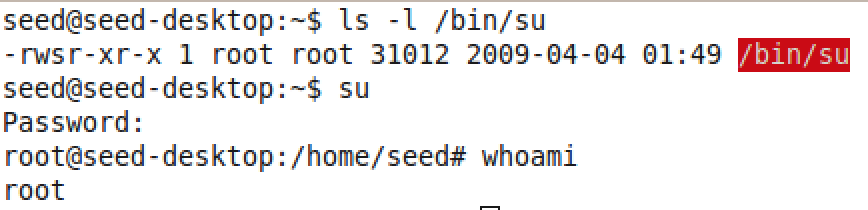 seed@seed-desktop:~$ ls -l /bin/su
-rwsr-xr-x 1 root root 31012 2009-04-04 01:49 /bin/su
seed@seed-desktop:~$ su
Password:
root@seed-desktop:/home/seed# whoami
root